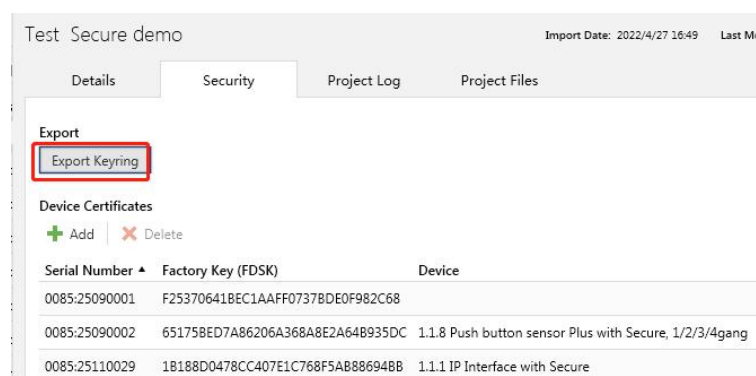 Test Secure demo Import Date: 2022/4/27 16:49 Last M
Details Security Project Log Project Files
Export
Export Keyring
Device Certificates
Add Delete
Serial Number Factory Key (FDSK) Device
0085:25090001 F25370641BEC1AAFF0737BDE0F982C68
0085:25090002 65175BED7A86206A368A8E2A64B935DC 1.1.8 Push button sensor Plus with Secure, 1/2/3/4gang
0085:25110029 1B188D0478CC407E1C768F5AB88694BB 1.1.1 IP Interface with Secure